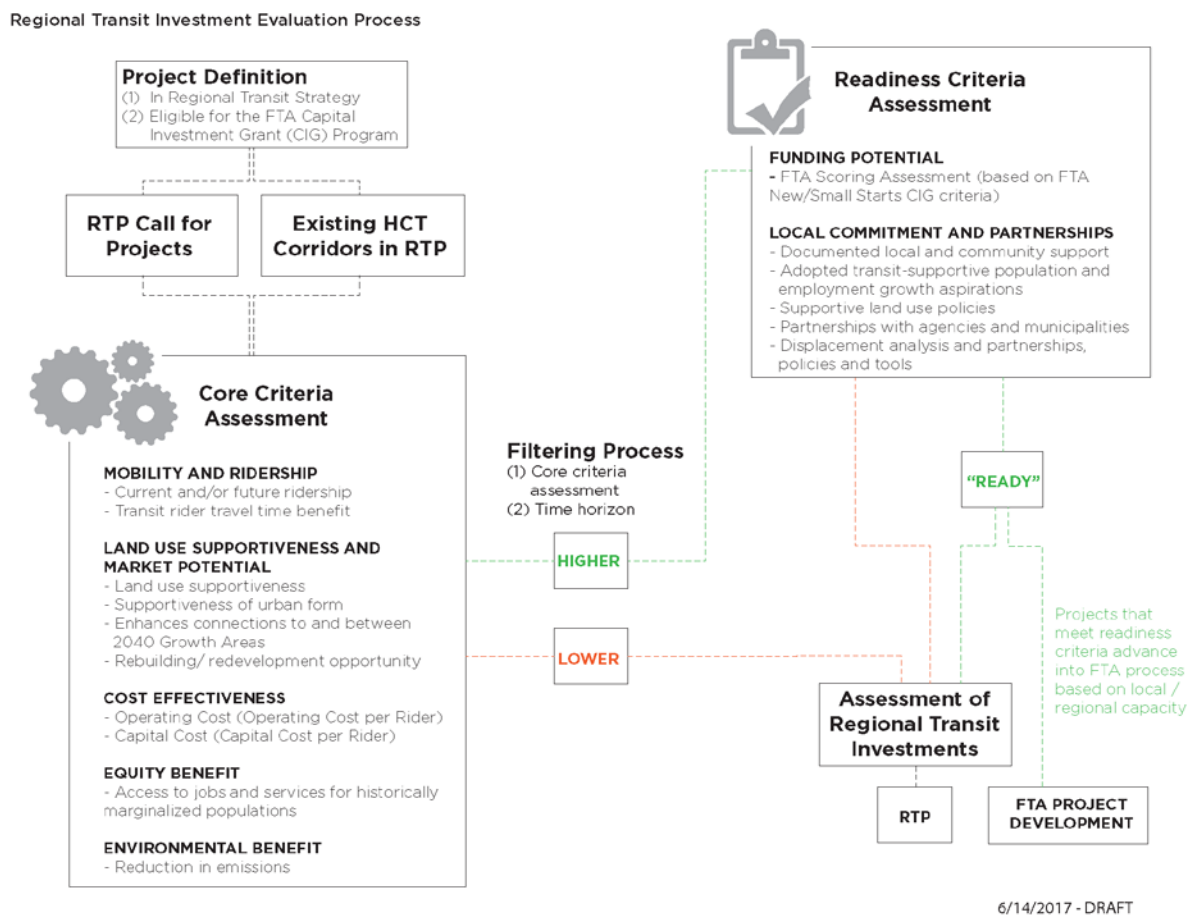 Regional Transit Investment Evaluation Process
Project Definition
(1) In Regional Transit Strategy
(2) Eligible for the FTA Capital
Investment Grant (CIG) Program
RTP Call for
Projects
Existing HCT
Corridors in RTP
Core Criteria
Assessment
MOBILITY AND RIDERSHIP
- Current and/or future ridership
- Transit rider travel time benefit
LAND USE SUPPORTIVENESS AND
MARKET POTENTIAL
- Land use supportiveness
- Supportiveness of urban form
- Enhances connections to and between
2040 Growth Areas
- Rebuilding/ redevelopment opportunity
COST EFFECTIVENESS
- Operating Cost (Operating Cost per Rider)
- Capital Cost (Capital Cost per Rider)
EQUITY BENEFIT
- Access to jobs and services for historically
marginalized populations
ENVIRONMENTAL BENEFIT
- Reduction in emissions
Filtering Process
(1) Core criteria
assessment
(2) Time horizon
HIGHER
LOWER
Readiness Criteria
Assessment
FUNDING POTENTIAL
- FTA Scoring Assessment (based on FTA
New/Small Starts CIG criteria)
LOCAL COMMITMENT AND PARTNERSHIPS
- Documented local and community support
- Adopted transit-supportive population and
employment growth aspirations
- Supportive land use policies
- Partnerships with agencies and municipalities
- Displacement analysis and partnerships,
policies and tools
“READY”
Projects that
meet readiness
criteria advance
into FTA process
based on local /
regional capacity
Assessment of
Regional Transit
Investments
RTP
FTA PROJECT
DEVELOPMENT
6/14/2017 - DRAFT